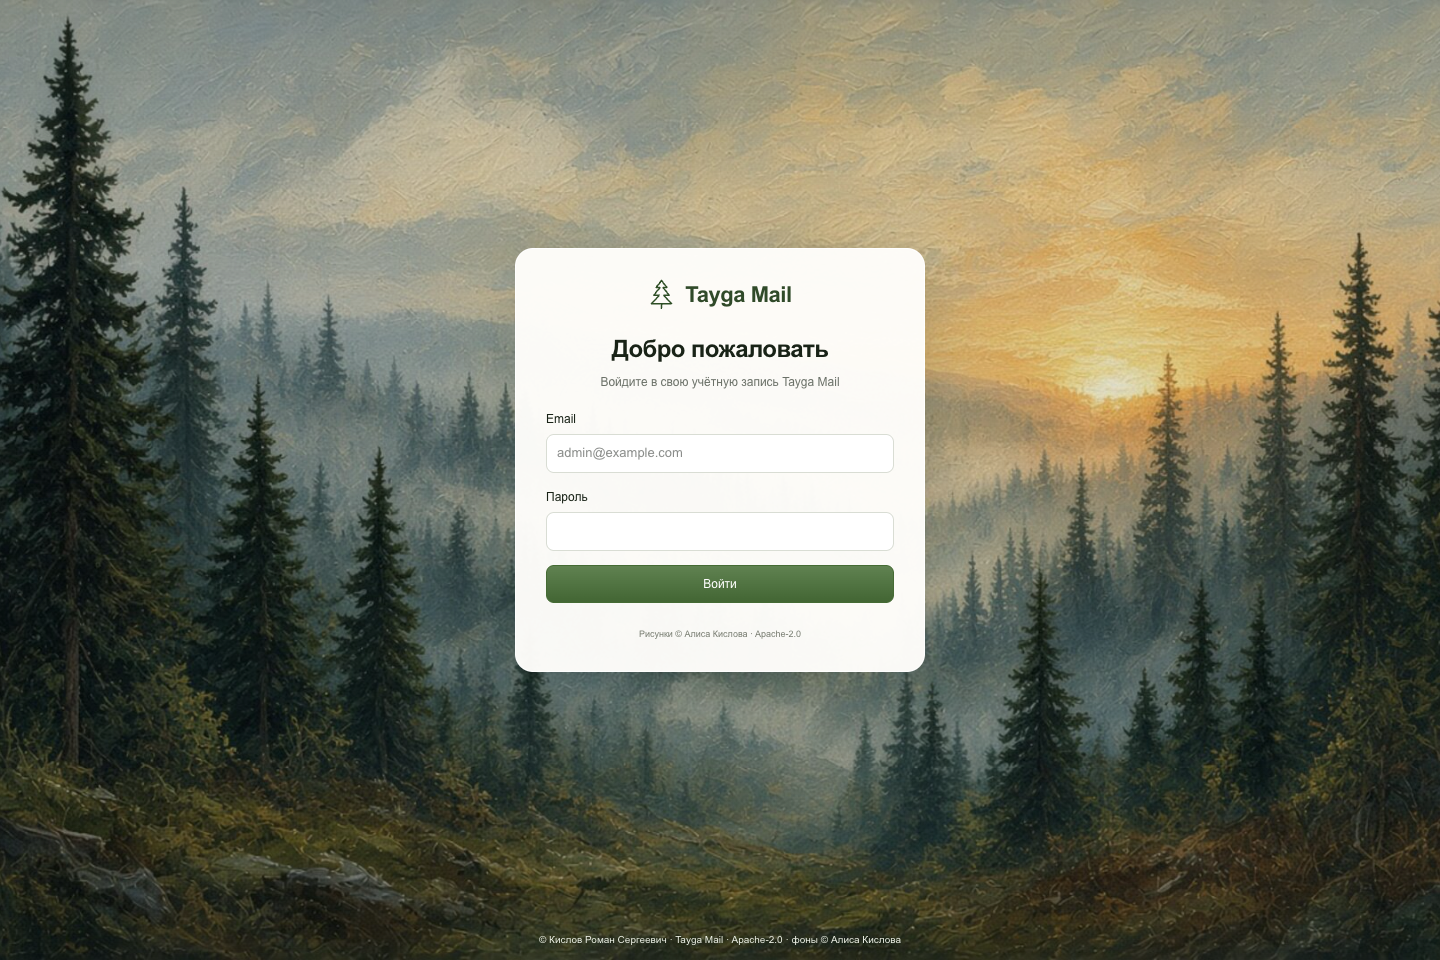 Tayga Mail
Добро пожаловать
Войдите в свою учётную запись Tayga Mail
Email
admin@example.com
Пароль
Войти
Рисунки © Алиса Кислова · Apache-2.0
© Кислов Роман Сергеевич · Tayga Mail · Apache-2.0 · фоны © Алиса Кислова